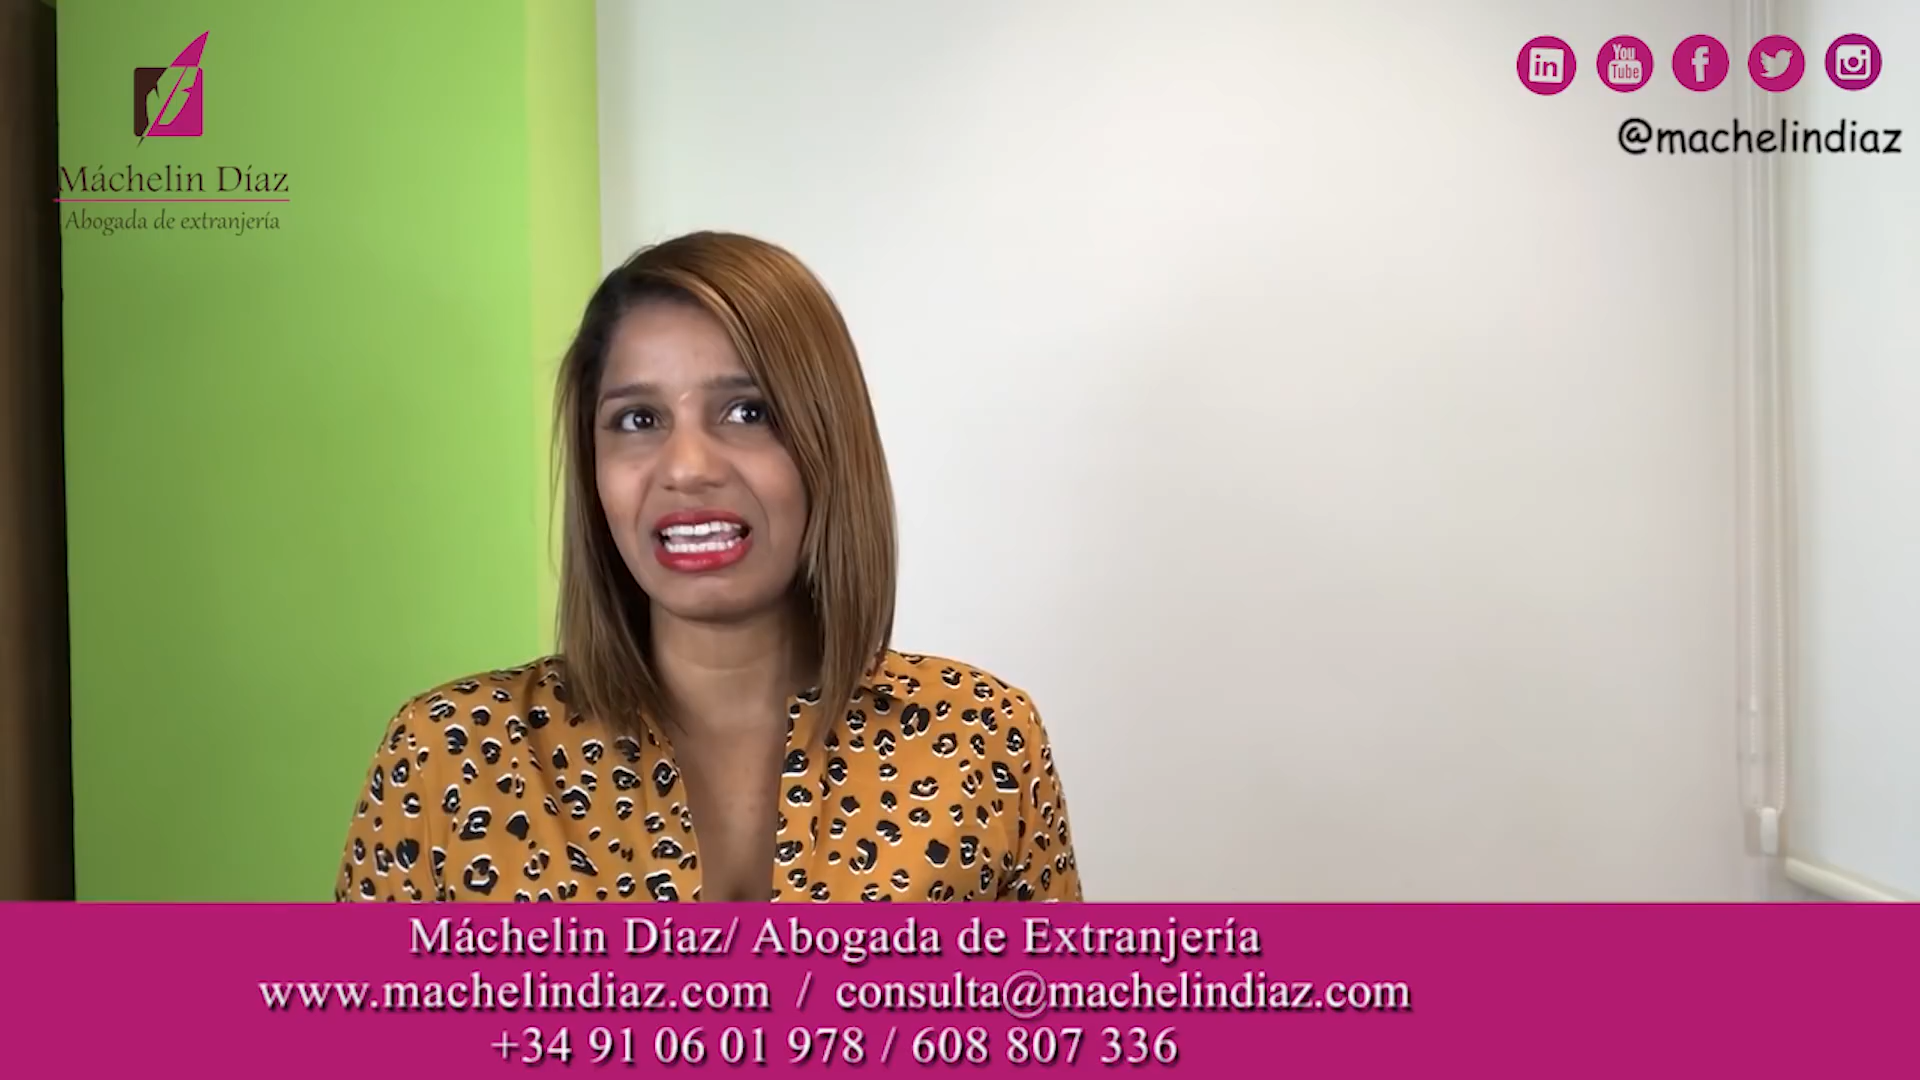 Máchelin Díaz
Abogada de extranjería
in
You
Tube
f
@machelindiaz
Máchelin Díaz/ Abogada de Extranjería
www.machelindiaz.com / consulta@machelindiaz.com
+34 91 06 01 978 / 608 807 336